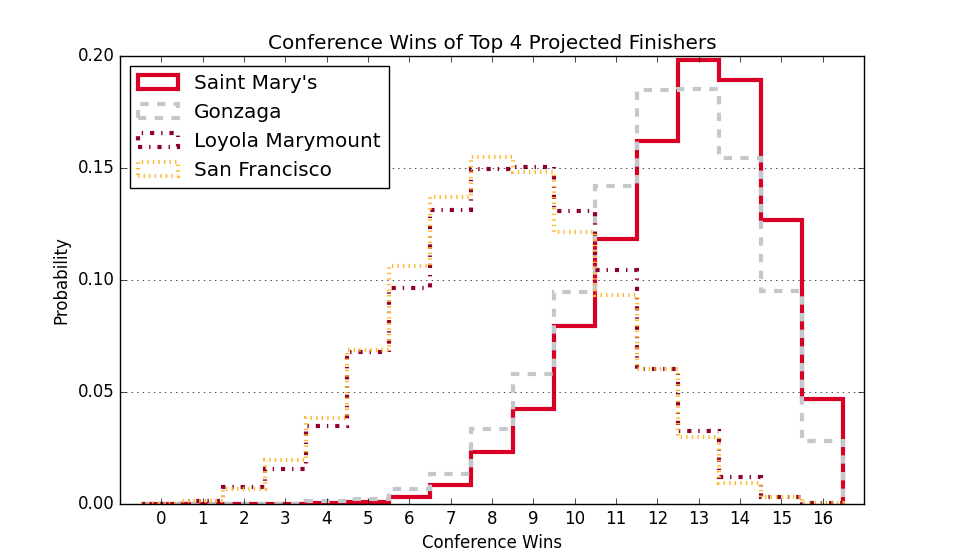 Conference Wins of Top 4 Projected Finishers
0.20
0.15
0.10
0.05
0.00
Probability
Saint Mary's
Gonzaga
Loyola Marymount
San Francisco
0 1 2 3 4 5 6 7 8 9 10 11 12 13 14 15 16
Conference Wins